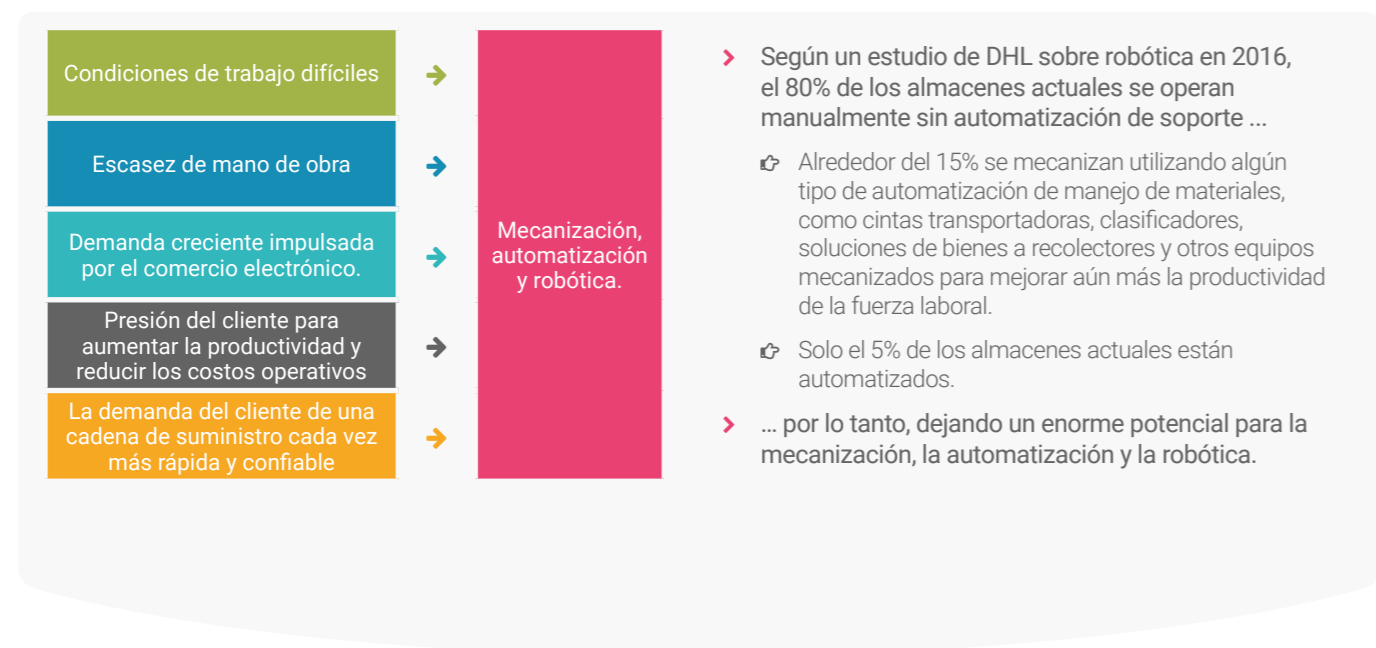 Condiciones de trabajo difíciles
Escasez de mano de obra
Demanda creciente impulsada
por el comercio electrónico.
Presión del cliente para
aumentar la productividad y
reducir los costos operativos
La demanda del cliente de una
cadena de suministro cada vez
más rápida y confiable
Mecanización,
automatización
y robótica.
Según un estudio de DHL sobre robótica en 2016,
el 80% de los almacenes actuales se operan
manualmente sin automatización de soporte ...
Alrededor del 15% se mecanizan utilizando algún
tipo de automatización de manejo de materiales,
como cintas transportadoras, clasificadores,
soluciones de bienes a recolectores y otros equipos
mecanizados para mejorar aún más la productividad
de la fuerza laboral.
Solo el 5% de los almacenes actuales están
automatizados.
... por lo tanto, dejando un enorme potencial para la
mecanización, la automatización y la robótica.